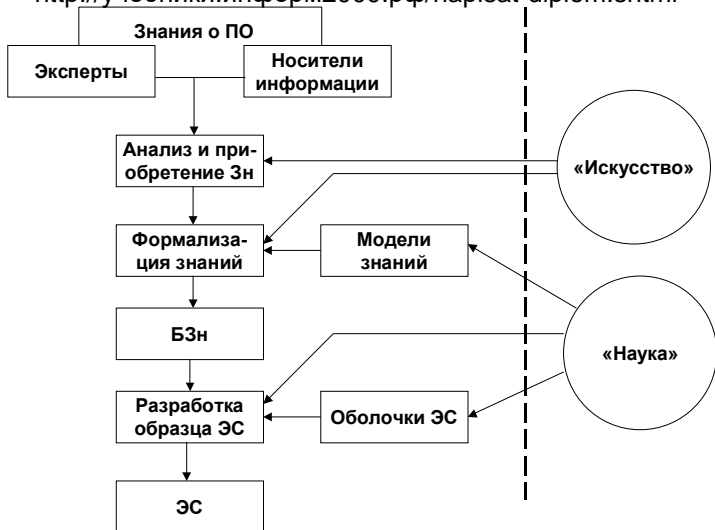 Знания о ПО
Эксперты
Носители
информации
Анализ и при-
обретение Зн
«Искусство»
Формализа-
ция знаний
Модели
знаний
БЗн
«Наука»
Разработка
образца ЭС
Оболочки ЭС
ЭС